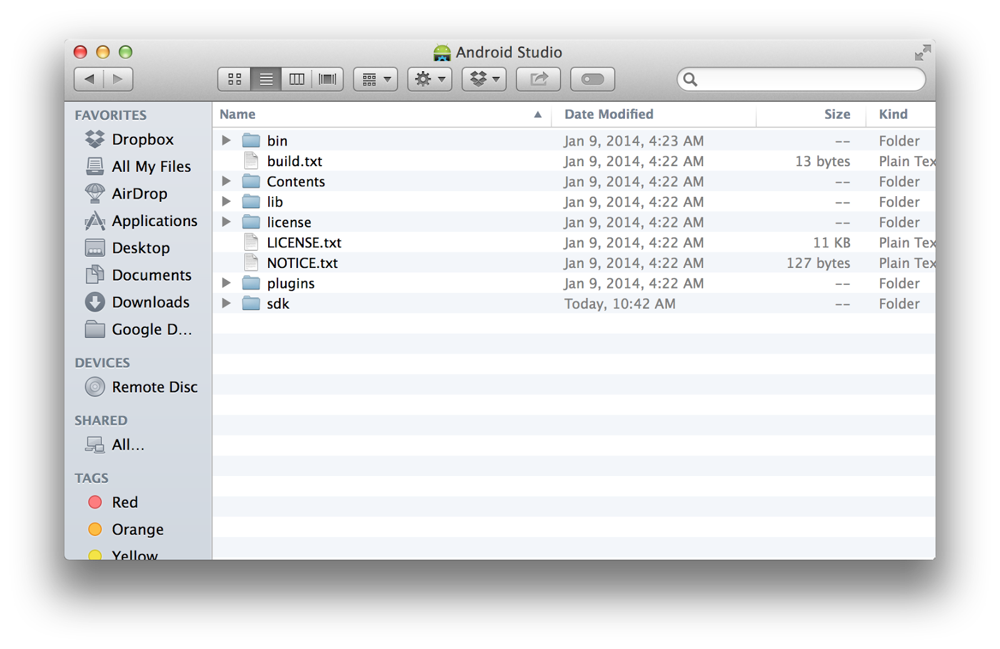 Android Studio
FAVORITES
Dropbox
All My Files
AirDrop
Applications
Desktop
Documents
Downloads
Google D...
DEVICES
Remote Disc
SHARED
All...
TAGS
Red
Orange
Yellow
Name Date Modified Size Kind
bin Jan 9, 2014, 4:23 AM -- Folder
build.txt Jan 9, 2014, 4:22 AM 13 bytes Plain Tex
Contents Jan 9, 2014, 4:22 AM -- Folder
lib Jan 9, 2014, 4:22 AM -- Folder
license Jan 9, 2014, 4:22 AM -- Folder
LICENSE.txt Jan 9, 2014, 4:22 AM 11 KB Plain Tex
NOTICE.txt Jan 9, 2014, 4:22 AM 127 bytes Plain Tex
plugins Jan 9, 2014, 4:22 AM -- Folder
sdk Today, 10:42 AM -- Folder